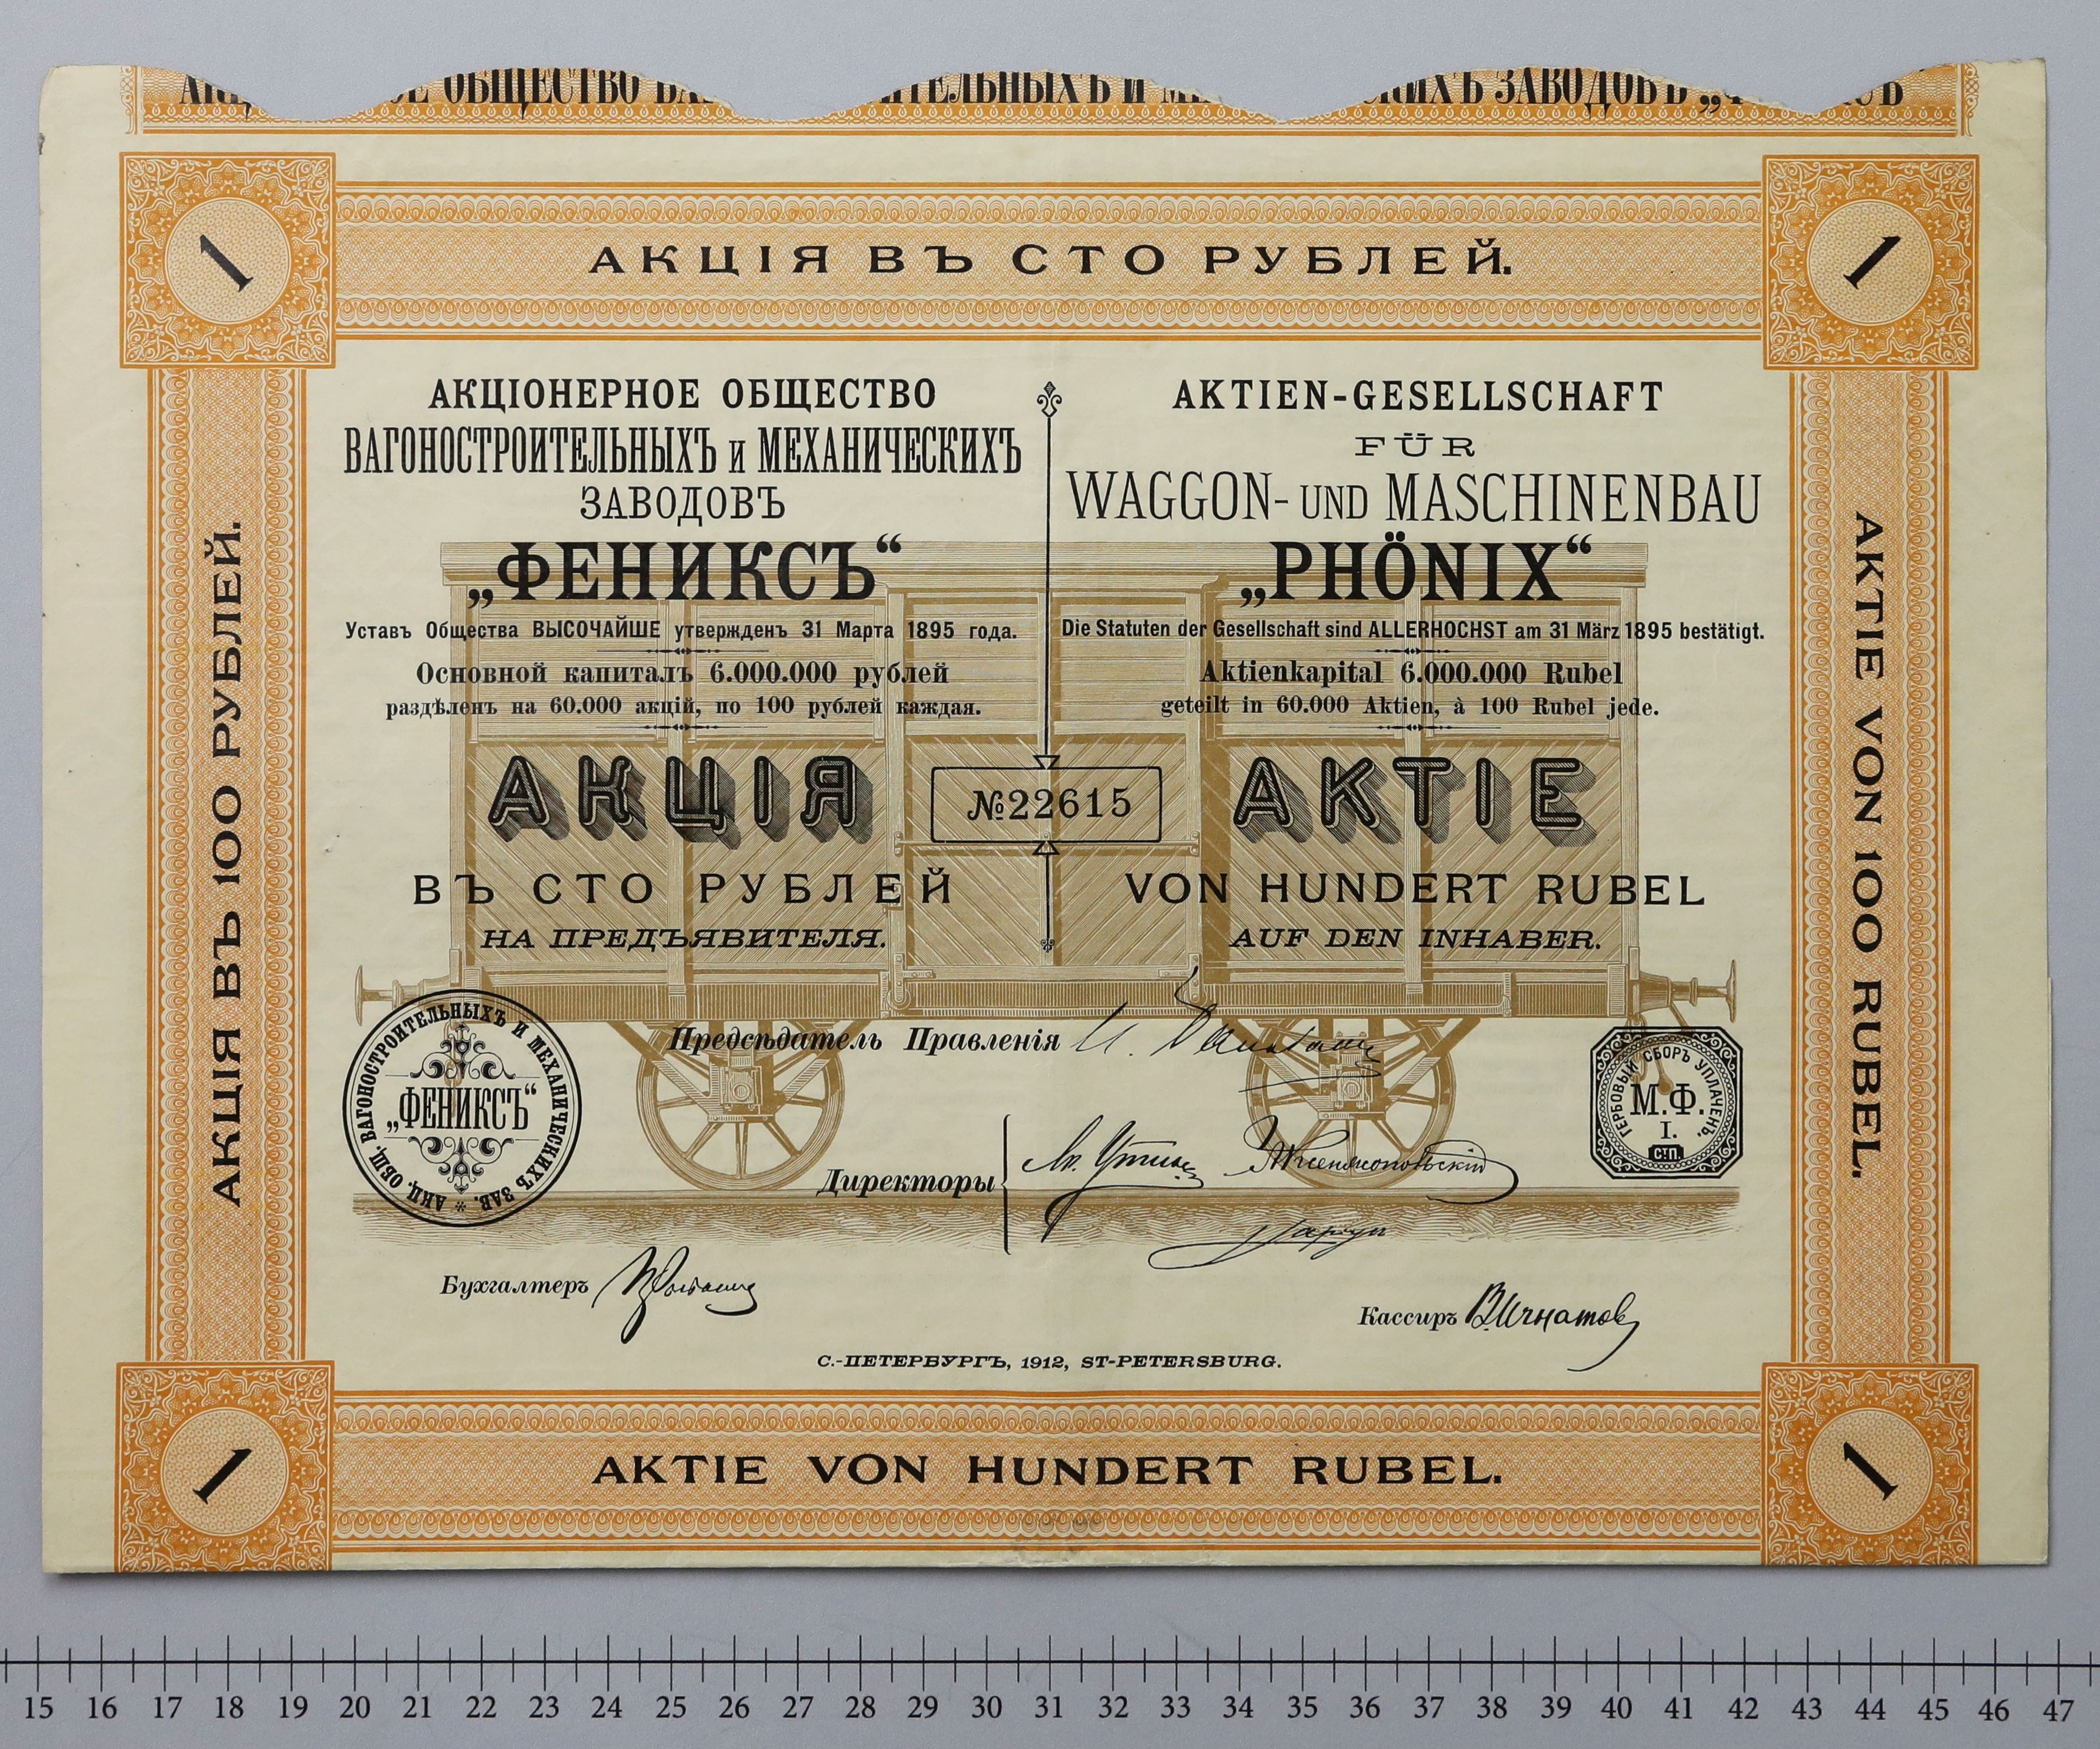 ОБЩЕСТВО
ЗАВОДОВЪ
1
АКЦІЯ ВЪ СТО РУБЛЕЙ.
1
АКЦІЯ ВЪ 100 РУБЛЕЙ.
АКЦІОНЕРНОЕ ОБЩЕСТВО
ВАГОНОСТРОИТЕЛЬНЫХЪ и МЕХАНИЧЕСКИХЪ
ЗАВОДОВЪ
„ФЕНИКСЪ“
Уставъ Общества ВЫСОЧАЙШЕ утвержденъ 31 Марта 1895 года.
Основной капиталъ 6.000.000 рублей
раздѣленъ на 60.000 акцій, по 100 рублей каждая.
АКЦІЯ
ВЪ СТО РУБЛЕЙ
НА ПРЕДЪЯВИТЕЛЯ.
№22615
AKTIEN-GESELLSCHAFT
FÜR
WAGGON- UND MASCHINENBAU
„PHÖNIX“
Die Statuten der Gesellschaft sind ALLERHOCHST am 31 März 1895 bestätigt.
Aktienkapital 6.000.000 Rubel
geteilt in 60.000 Aktien, à 100 Rubel jede.
AKTIE
VON HUNDERT RUBEL
AUF DEN INHABER.
AKTIE VON 100 RUBEL.
АКЦ. ОБЩ. ВАГОНОСТРОИТЕЛЬНЫХЪ И МЕХАНИЧЕСКИХЪ ЗАВ.
„ФЕНИКСЪ“
Предсѣдатель Правленія
Директоры
ГЕРБОВЫЙ СБОРЪ УПЛАЧЕНЪ.
М.Ф.
I.
СПП.
Бухгалтеръ
Кассиръ В.Игнатовъ
С.-ПЕТЕРБУРГЪ, 1912, ST-PETERSBURG.
1
AKTIE VON HUNDERT RUBEL.
1
15 16 17 18 19 20 21 22 23 24 25 26 27 28 29 30 31 32 33 34 35 36 37 38 39 40 41 42 43 44 45 46 47